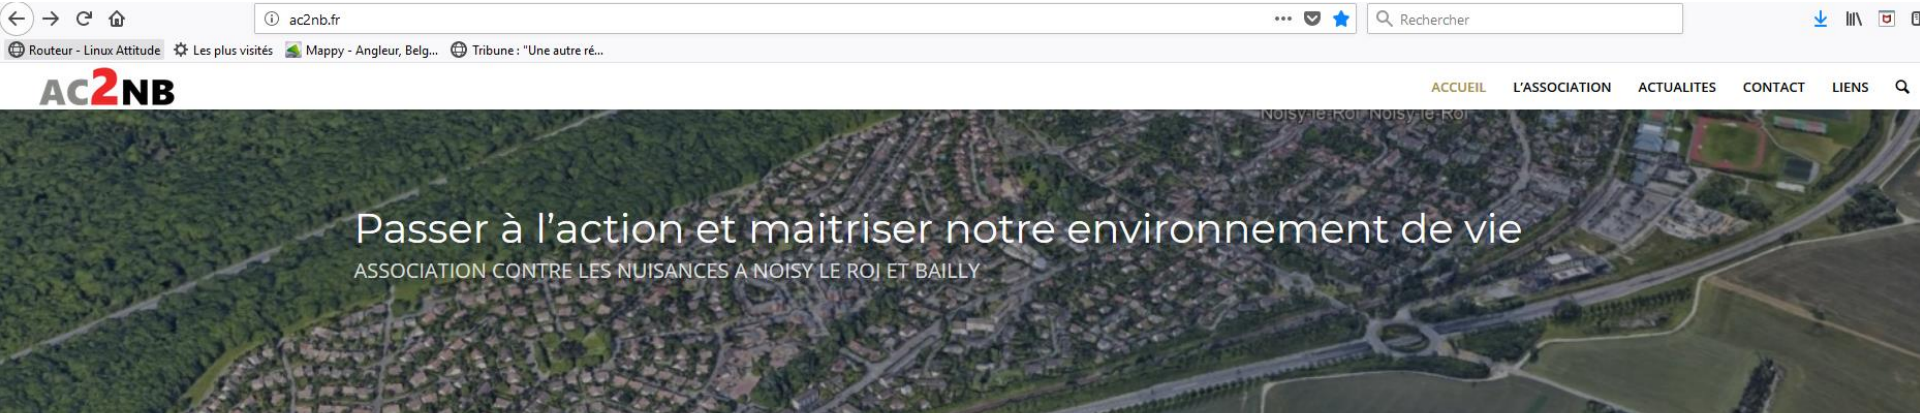 ac2nb.fr
Rechercher
Routeur - Linux Attitude
Les plus visités
Mappy - Angleur, Belg...
Tribune : "Une autre ré...
AC2NB
ACCUEIL
L'ASSOCIATION
ACTUALITES
CONTACT
LIENS
Noisy-le-Roi Noisy-le-Roi
Passer à l'action et maitriser notre environnement de vie
ASSOCIATION CONTRE LES NUISANCES A NOISY LE ROI ET BAILLY